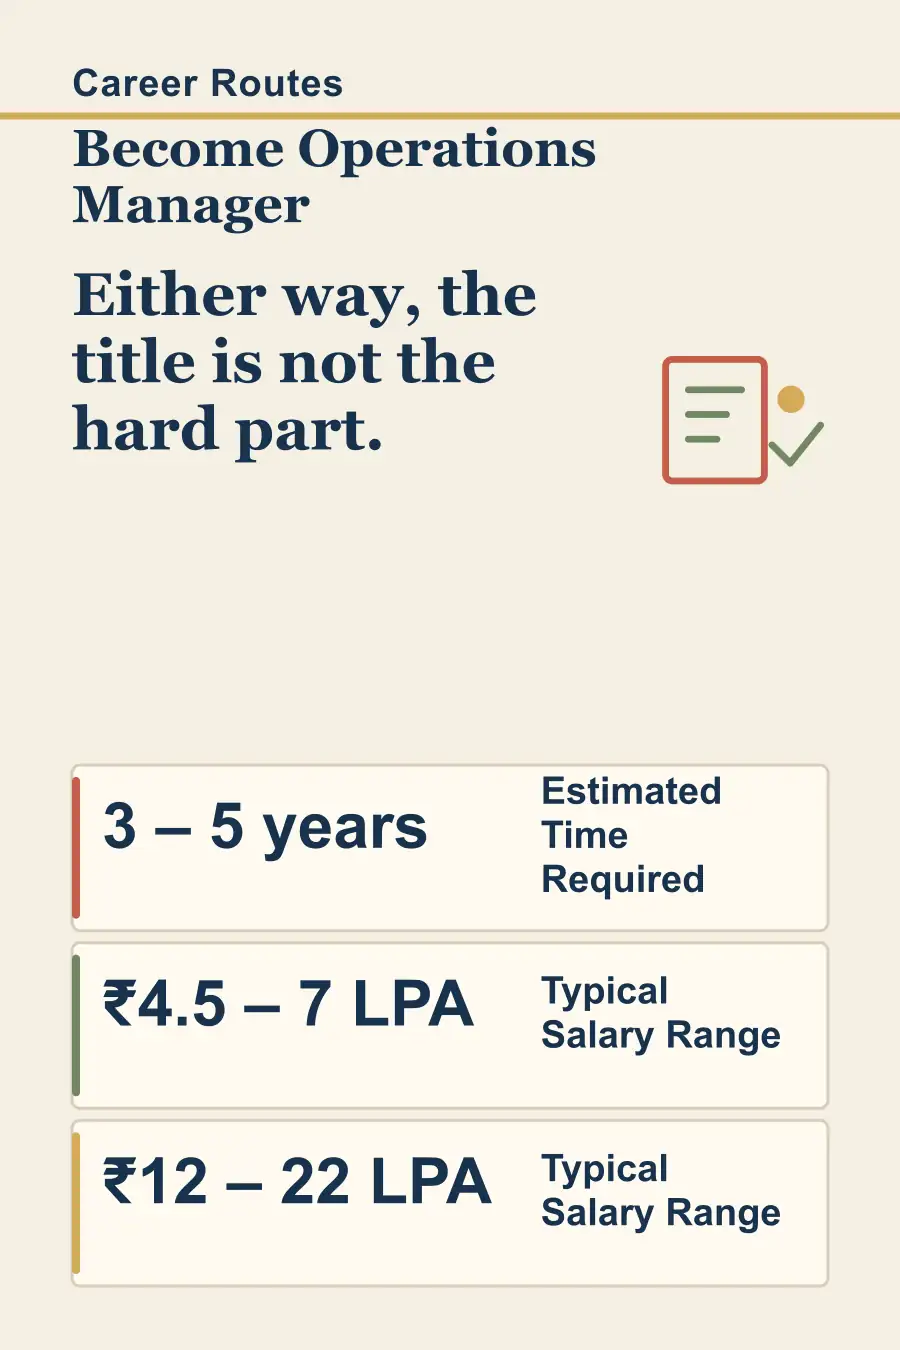 Career Routes
Become Operations
Manager
Either way, the
title is not the
hard part.
3 – 5 years
Estimated
Time
Required
₹4.5 – 7 LPA
Typical
Salary Range
₹12 – 22 LPA
Typical
Salary Range